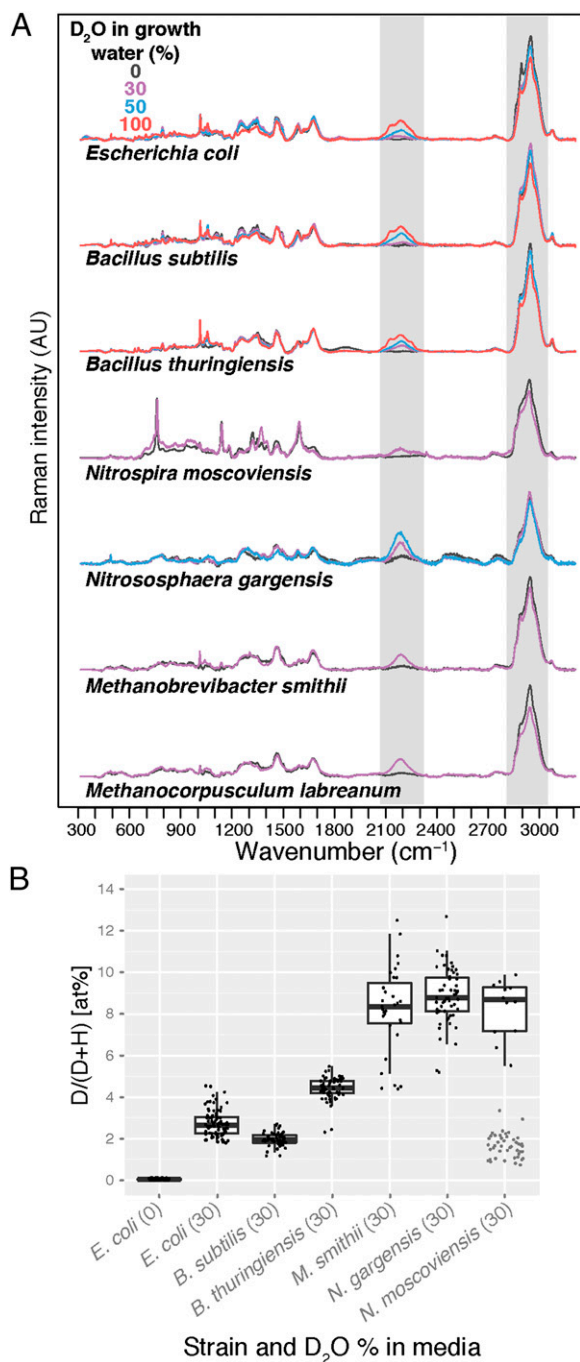 A
D₂O in growth
water (%)
0
30
50
100
Escherichia coli
Bacillus subtilis
Bacillus thuringiensis
Nitrospira moscoviensis
Nitrososphaera gargensis
Methanobrevibacter smithii
Methanocorpusculum labreanum
Raman intensity (AU)
300 600 900 1200 1500 1800 2100 2400 2700 3000
Wavenumber (cm⁻¹)
B
14
12
10
8
6
4
2
0
D/(D+H) [at%]
E. coli (0)
E. coli (30)
B. subtilis (30)
B. thuringiensis (30)
M. smithii (30)
N. gargensis (30)
N. moscoviensis (30)
Strain and D₂O % in media